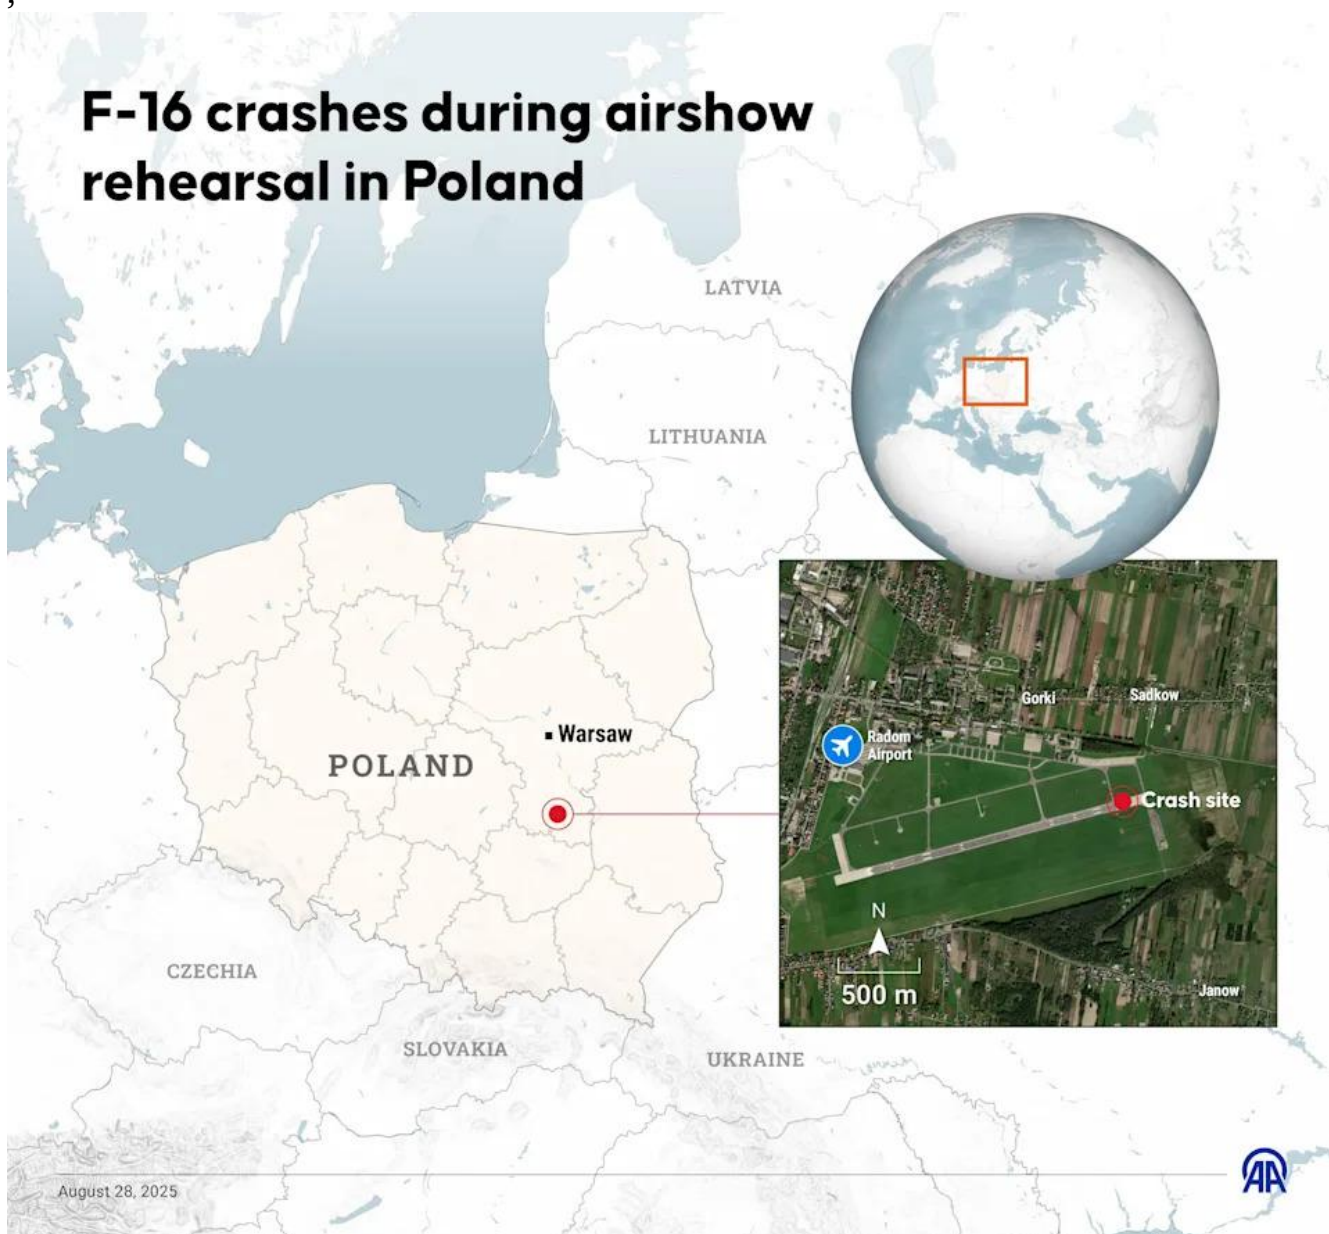 F-16 crashes during airshow
rehearsal in Poland
LATVIA
LITHUANIA
Warsaw
POLAND
CZECHIA
SLOVAKIA
UKRAINE
Gorki
Sadkow
Radom
Airport
Crash site
N
500 m
Janow
August 28, 2025
AA